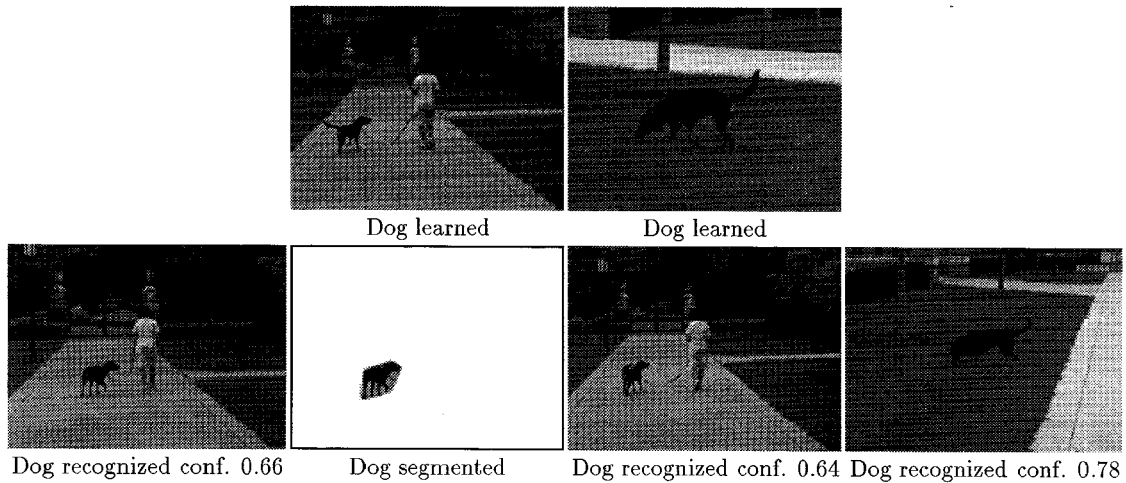 Dog learned
Dog learned
Dog recognized conf. 0.66
Dog segmented
Dog recognized conf. 0.64
Dog recognized conf. 0.78